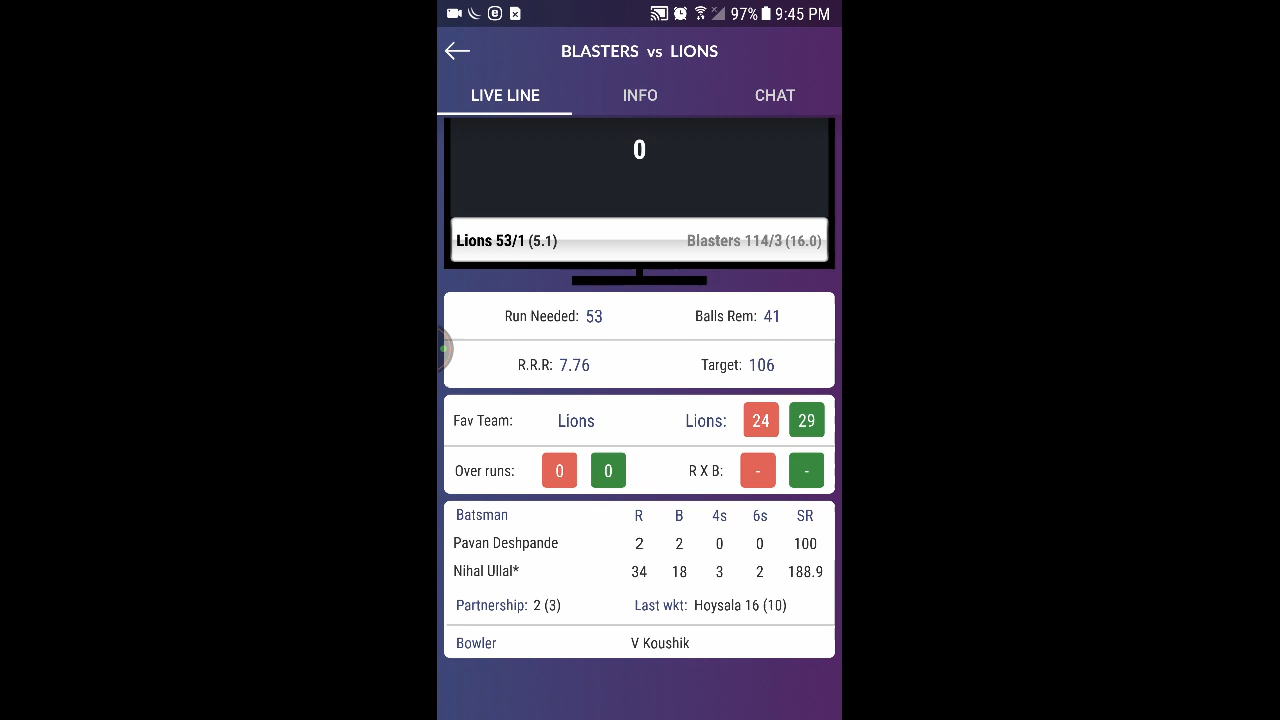 97% 9:45 PM
BLASTERS vs LIONS
LIVE LINE INFO CHAT
0
Lions 53/1 (5.1) Blasters 114/3 (16.0)
Run Needed: 53 Balls Rem: 41
R.R.R: 7.76 Target: 106
Fav Team: Lions Lions: 24 29
Over runs: 0 0 R X B: - -
Batsman R B 4s 6s SR
Pavan Deshpande 2 2 0 0 100
Nihal Ullal* 34 18 3 2 188.9
Partnership: 2 (3) Last wkt: Hoysala 16 (10)
Bowler V Koushik